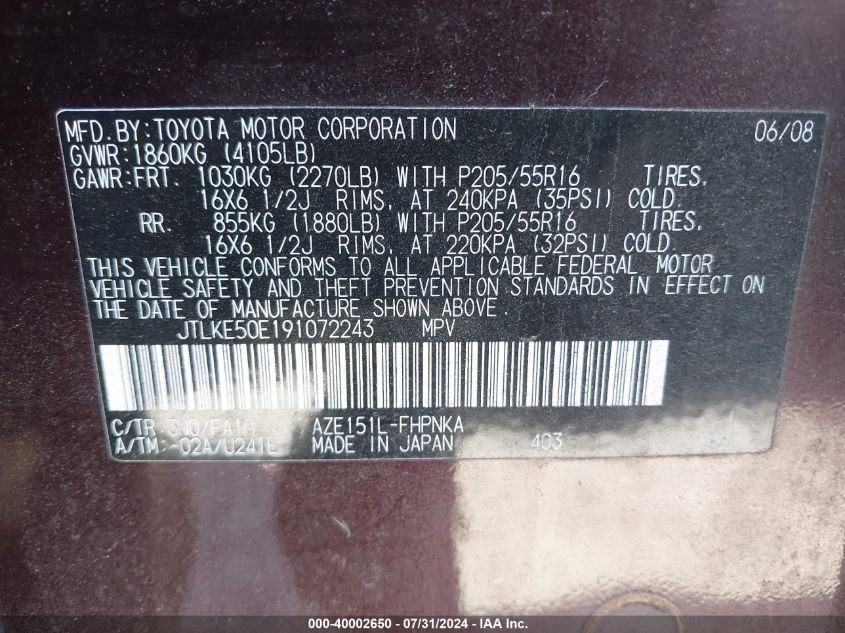 MFD.BY:TOYOTA MOTOR CORPORATION 06/08
GVWR:1860KG (4105LB)
GAWR:FRT. 1030KG (2270LB) WITH P205/55R16 TIRES,
16X6 1/2J RIMS, AT 240KPA (35PSI) COLD.
RR. 855KG (1880LB) WITH P205/55R16 TIRES,
16X6 1/2J RIMS, AT 220KPA (32PSI) COLD.
THIS VEHICLE CONFORMS TO ALL APPLICABLE FEDERAL MOTOR
VEHICLE SAFETY AND THEFT PREVENTION STANDARDS IN EFFECT ON
THE DATE OF MANUFACTURE SHOWN ABOVE.
JTLKE50E191072243 MPV
C/TR:3N0/FA10 AZE151L-FHPNKA
A/TM:-02A/U241E MADE IN JAPAN 403
000-40002650 - 07/31/2024 - IAA Inc.